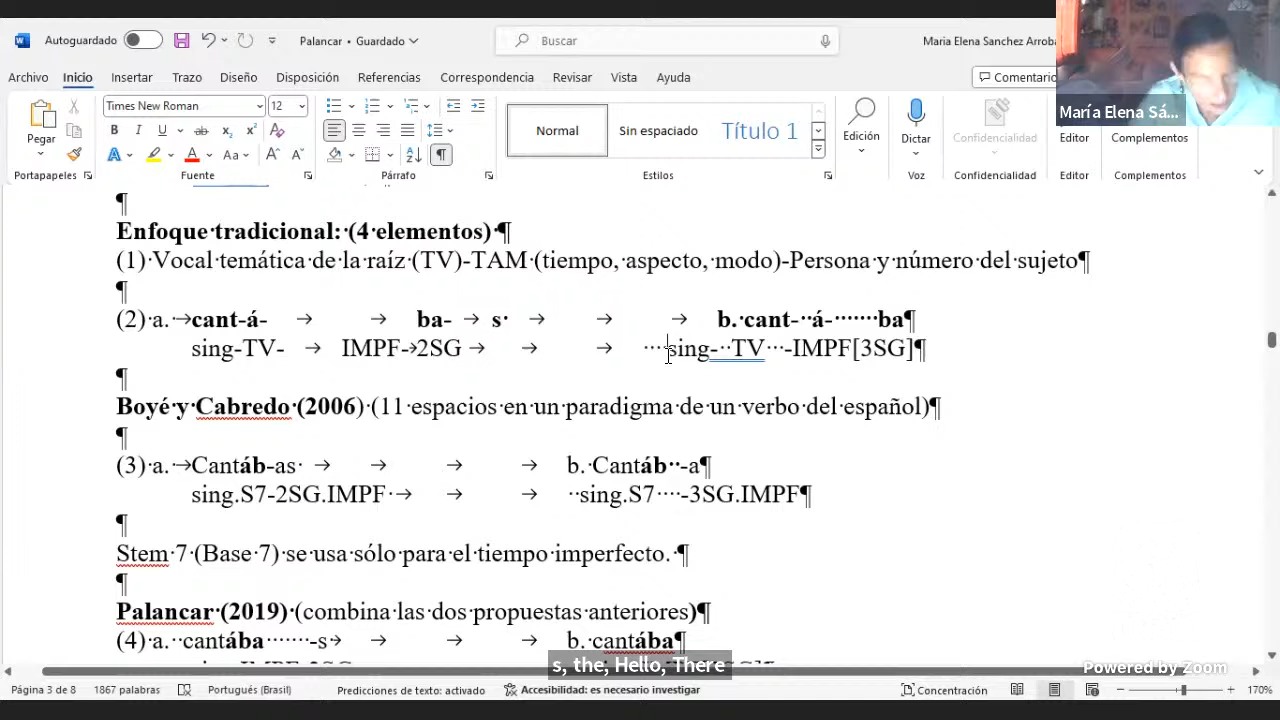 Autoguardado
Palancar • Guardado
Buscar
Maria Elena Sanchez Arroba
Archivo Inicio Insertar Trazo Diseño Disposición Referencias Correspondencia Revisar Vista Ayuda
Comentario
María Elena Sá...
Pegar
Times New Roman 12
Normal
Sin espaciado
Título 1
Edición
Dictar
Confidencialidad
Editor
Complementos
Portapapeles Fuente Párrafo Estilos Voz Confidencialidad Editor Complementos
¶
Enfoque·tradicional:·(4·elementos)·¶
(1)·Vocal·temática·de·la·raíz·(TV)-TAM·(tiempo,·aspecto,·modo)-Persona·y·número·del·sujeto¶
¶
(2)·a.·→cant-á- → → ba- → s· → → → b.·cant-··á-·······ba¶
sing-TV- → IMPF-→2SG → → → ····sing-··TV···-IMPF[3SG]¶
¶
Boyé·y·Cabredo·(2006)·(11·espacios·en·un·paradigma·de·un·verbo·del·español)¶
¶
(3)·a.·→Cantáb-as· → → → → b.·Cantáb··-a¶
sing.S7-2SG.IMPF·→ → → ··sing.S7····-3SG.IMPF¶
¶
Stem·7·(Base·7)·se·usa·sólo·para·el·tiempo·imperfecto.·¶
¶
Palancar·(2019)·(combina·las·dos·propuestas·anteriores)¶
(4)·a.··cantába·······-s→ → → → b.·cantába¶
s, the, Hello, There
Powered by Zoom
Página 3 de 8 1867 palabras Portugués (Brasil) Predicciones de texto: activado Accesibilidad: es necesario investigar Concentración 170%